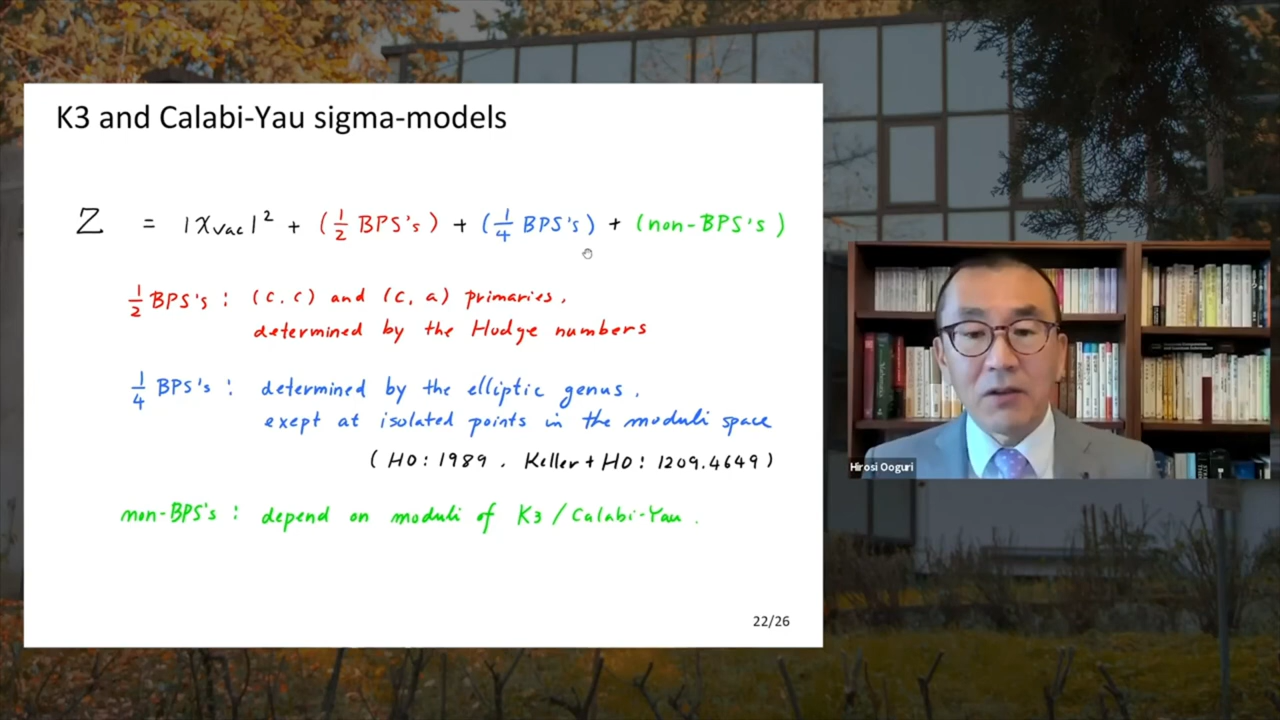 K3 and Calabi-Yau sigma-models
Z = |χvac|² + (1/2 BPS's) + (1/4 BPS's) + (non-BPS's)
1/2 BPS's : (c.c) and (c,a) primaries,
determined by the Hodge numbers
1/4 BPS's : determined by the elliptic genus,
exept at isolated points in the moduli space
(HO: 1989, Keller + HO: 1209.4649)
non-BPS's : depend on moduli of K3 / Calabi-Yau.
22/26
Hirosi Ooguri